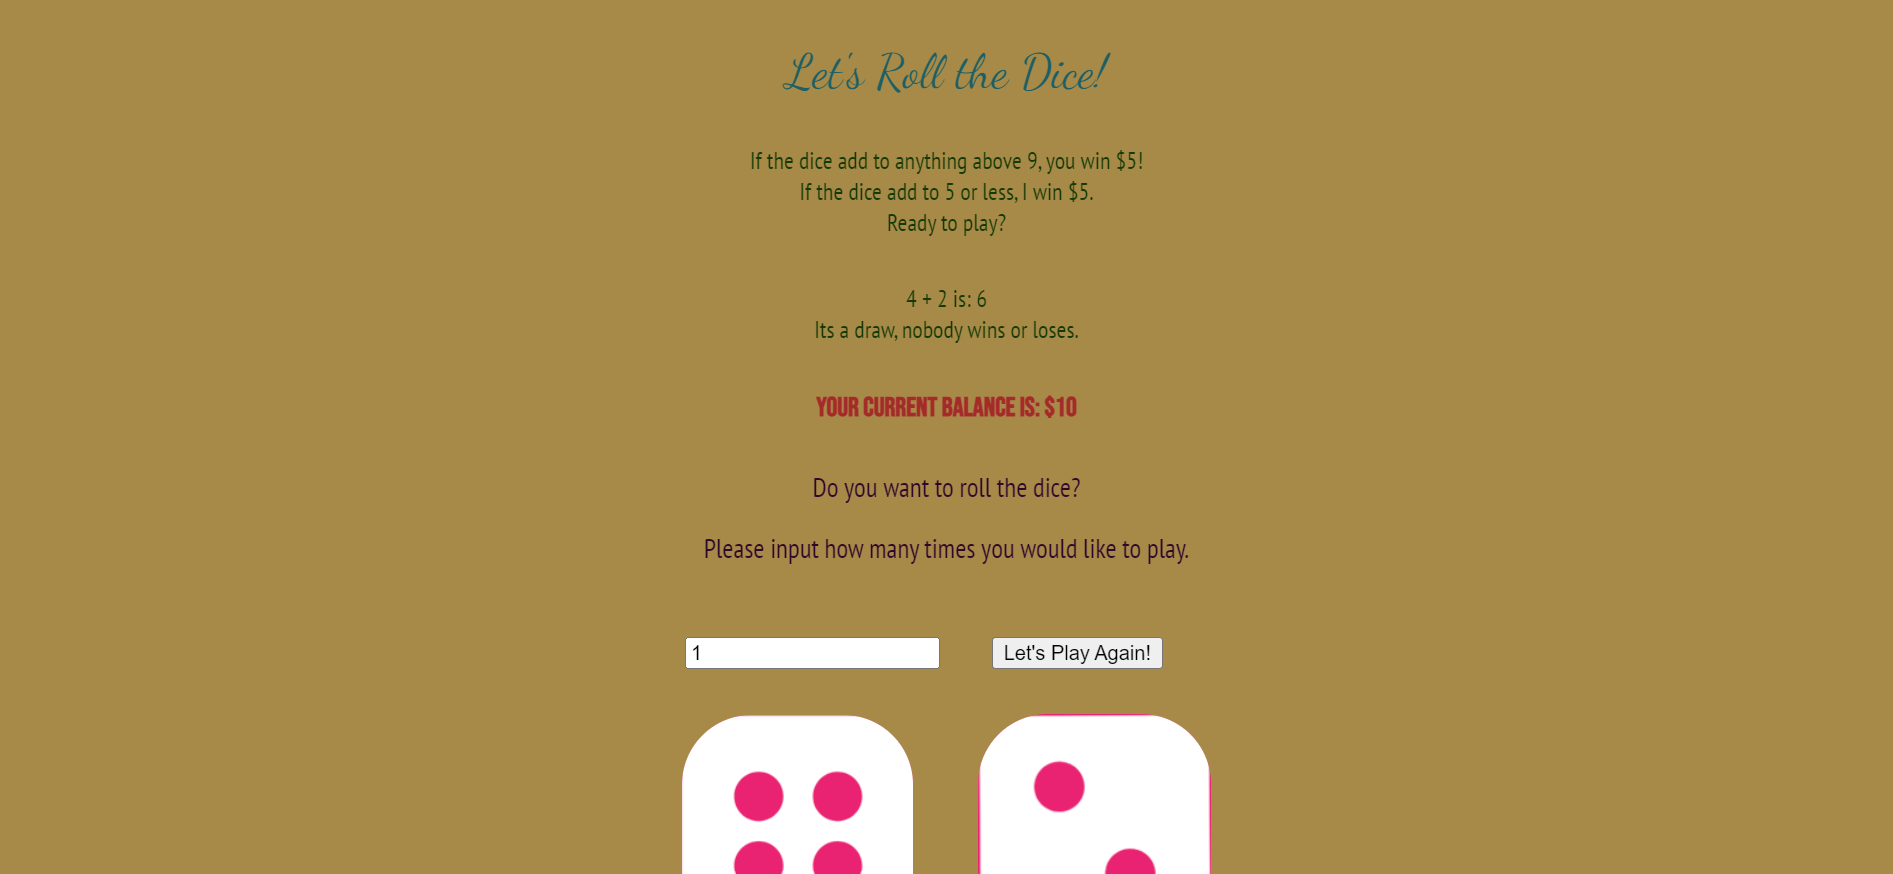 Let's Roll the Dice!
If the dice add to anything above 9, you win $5!
If the dice add to 5 or less, I win $5.
Ready to play?
4 + 2 is: 6
Its a draw, nobody wins or loses.
YOUR CURRENT BALANCE IS: $10
Do you want to roll the dice?
Please input how many times you would like to play.
1
Let's Play Again!